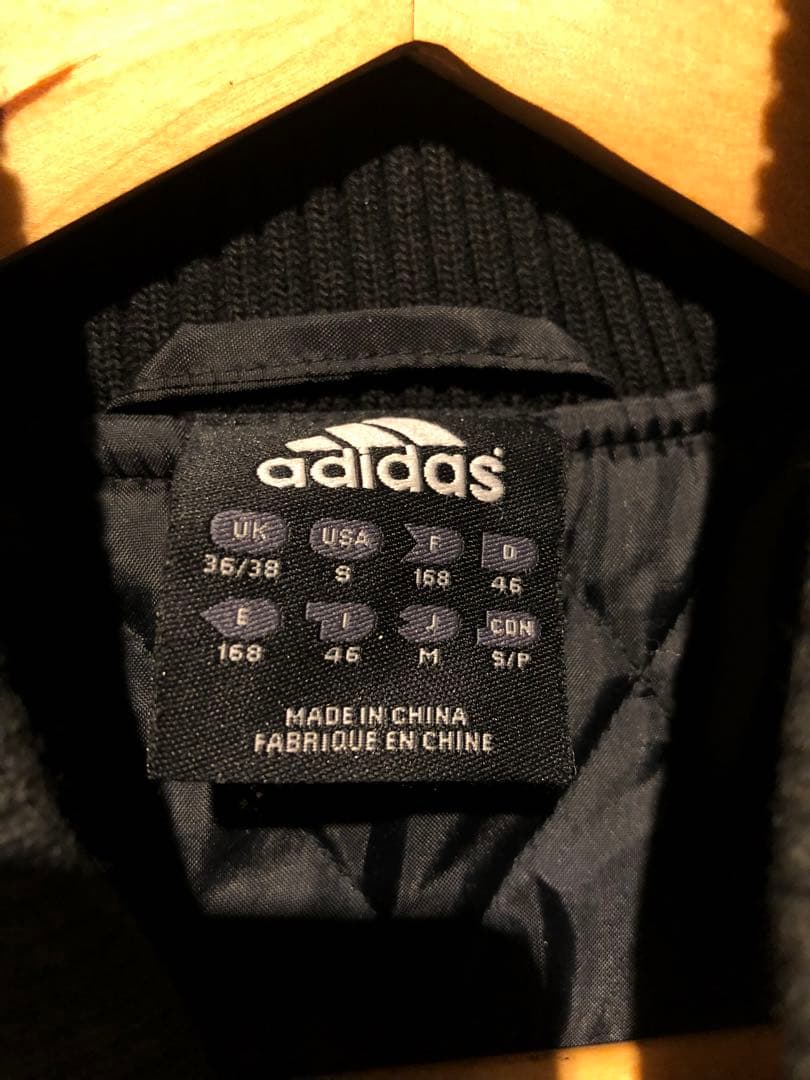 adidas
UK USA F D
36/38 S 168 46
E I J CDN
168 46 M S/P
MADE IN CHINA
FABRIQUE EN CHINE